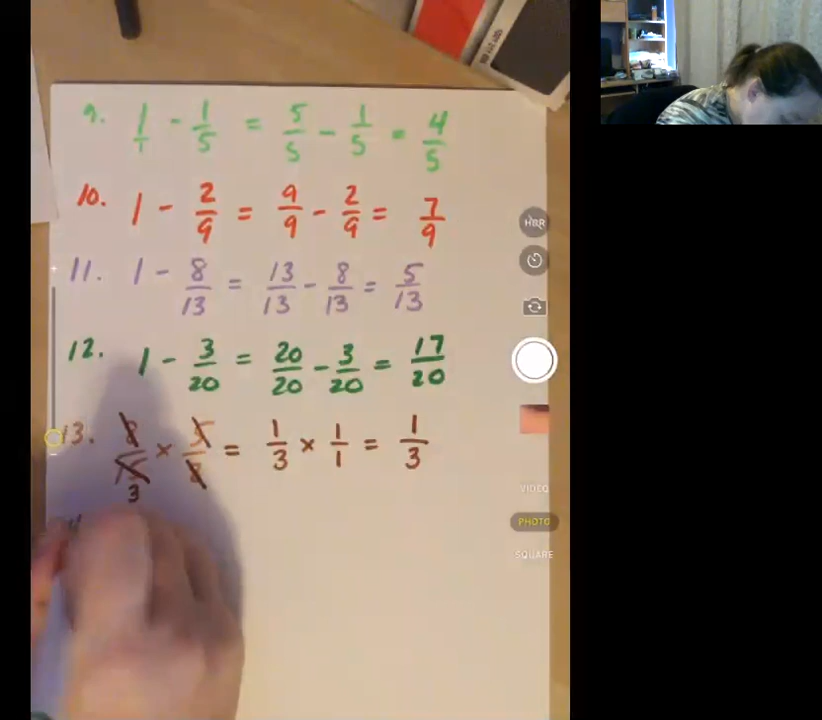 9. 1/1 - 1/5 = 5/5 - 1/5 = 4/5
10. 1 - 2/9 = 9/9 - 2/9 = 7/9
11. 1 - 8/13 = 13/13 - 8/13 = 5/13
12. 1 - 3/20 = 20/20 - 3/20 = 17/20
13. 8/15 3 × 5/8 = 1/3 × 1/1 = 1/3
HDR
VIDEO
PHOTO
SQUARE